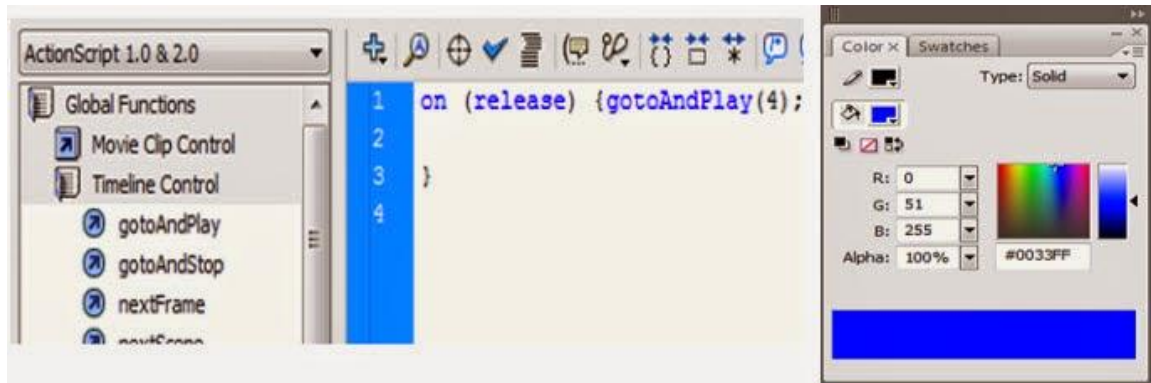 ActionScript 1.0 & 2.0
Global Functions
Movie Clip Control
Timeline Control
gotoAndPlay
gotoAndStop
nextFrame
nextScene
1 on (release) {gotoAndPlay(4);
2
3 }
4
Color × Swatches
Type: Solid
R: 0
G: 51
B: 255
Alpha: 100% #0033FF